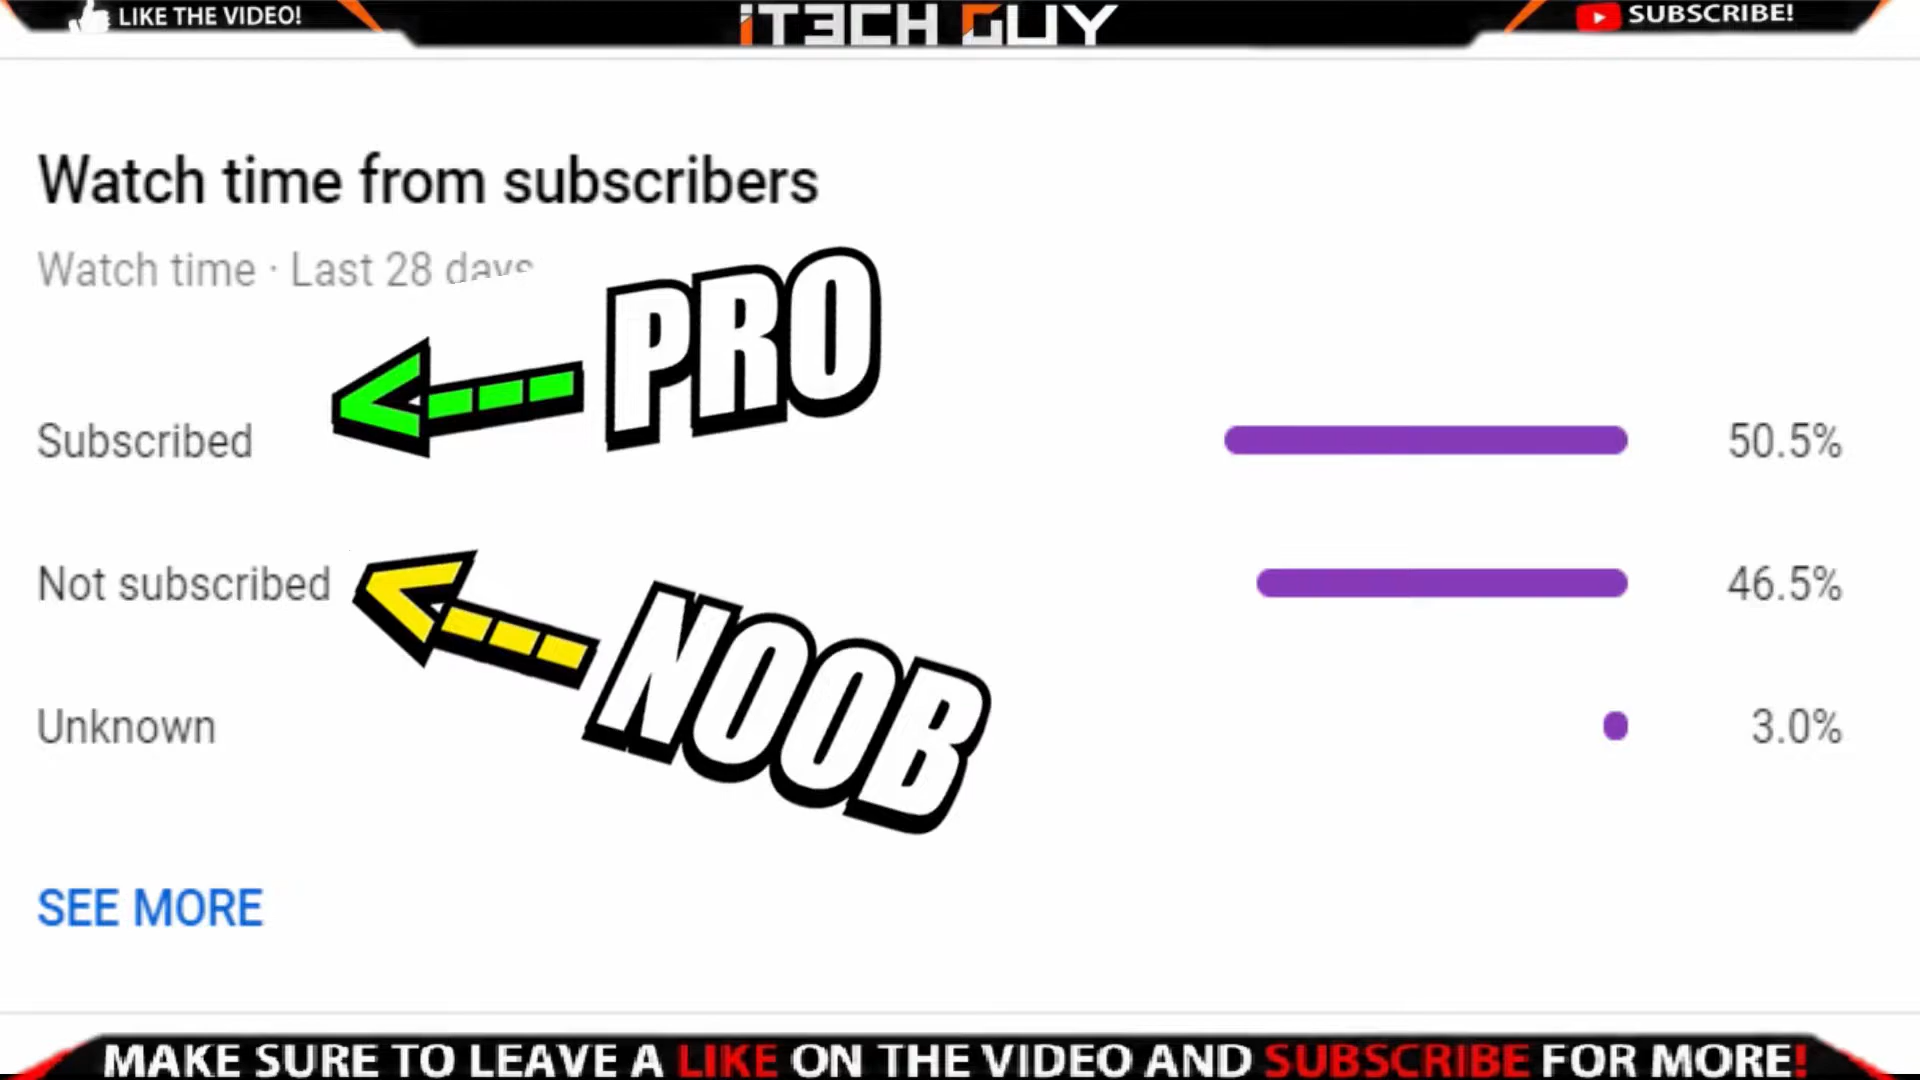 LIKE THE VIDEO!
iTECH GUY
SUBSCRIBE!
Watch time from subscribers
Watch time · Last 28 days
PRO
Subscribed
50.5%
Not subscribed
46.5%
NOOB
Unknown
3.0%
SEE MORE
MAKE SURE TO LEAVE A LIKE ON THE VIDEO AND SUBSCRIBE FOR MORE!